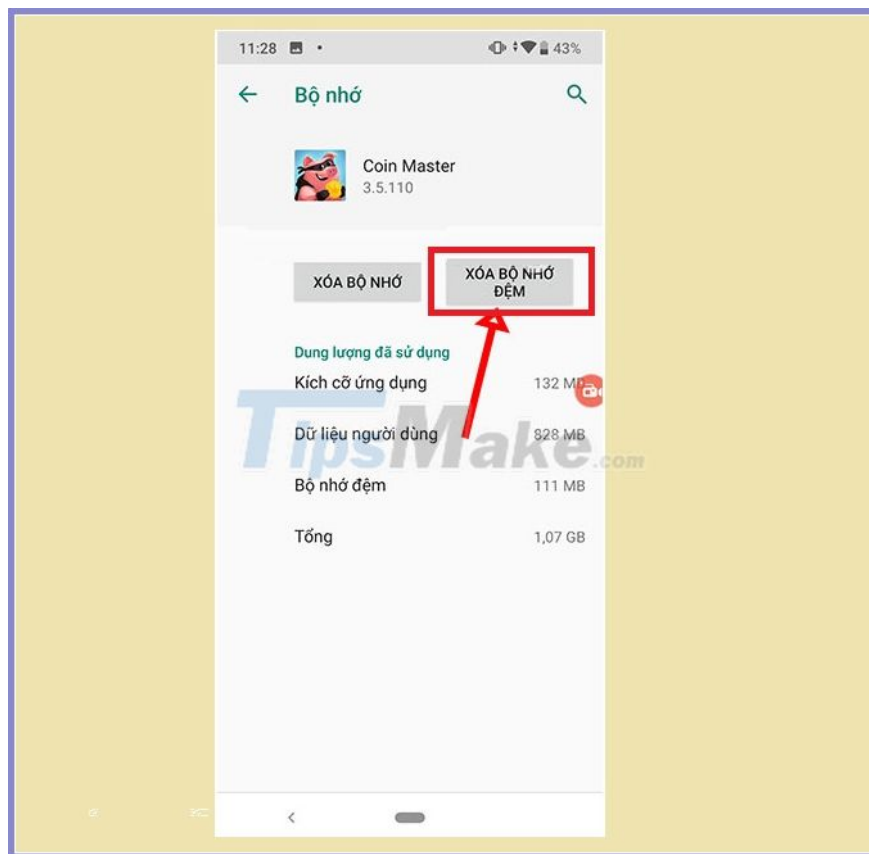 11:28
43%
Bộ nhớ
Coin Master
3.5.110
XÓA BỘ NHỚ
XÓA BỘ NHỚ
ĐỆM
Dung lượng đã sử dụng
Kích cỡ ứng dụng 132 MB
Dữ liệu người dùng 828 MB
TipsMake.com
Bộ nhớ đệm 111 MB
Tổng 1,07 GB